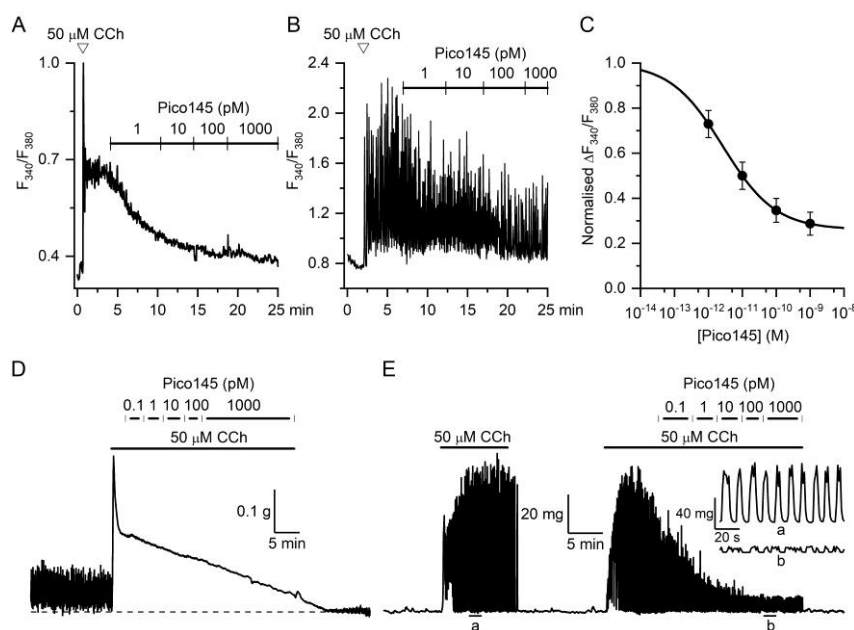 A
50 μM CCh
Pico145 (pM)
1 10 100 1000
F340/F380
1.0
0.7
0.4
0 5 10 15 20 25 min
B
50 μM CCh
Pico145 (pM)
1 10 100 1000
F340/F380
2.4
2.0
1.6
1.2
0.8
0 5 10 15 20 25 min
C
Normalised ΔF340/F380
1.0
0.8
0.6
0.4
0.2
0.0
10-14 10-13 10-12 10-11 10-10 10-9 10-8
[Pico145] (M)
D
Pico145 (pM)
0.1 1 10 100 1000
50 μM CCh
0.1 g
5 min
E
Pico145 (pM)
0.1 1 10 100 1000
50 μM CCh
50 μM CCh
20 mg
5 min
40 mg
20 s
a
b
a
b